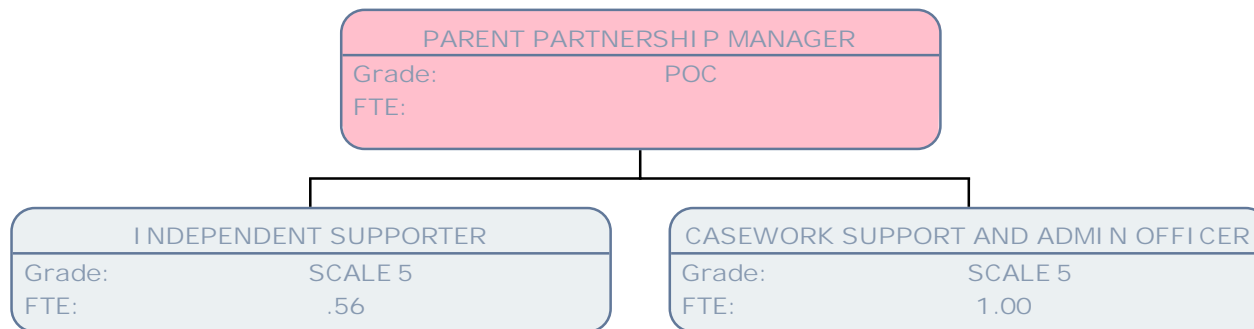 PARENT PARTNERSHIP MANAGER
Grade: POC
FTE:
INDEPENDENT SUPPORTER
Grade: SCALE 5
FTE: .56
CASEWORK SUPPORT AND ADMIN OFFICER
Grade: SCALE 5
FTE: 1.00